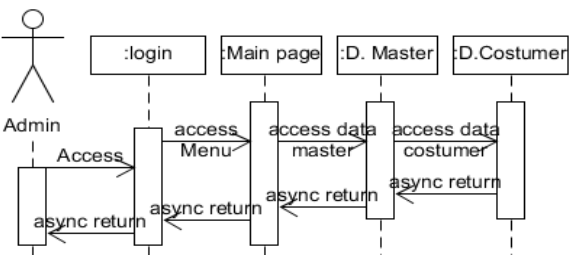 :login
:Main page
:D. Master
:D.Costumer
Admin
Access
access
Menu
access data
master
access data
costumer
async return
async return
async return
async return